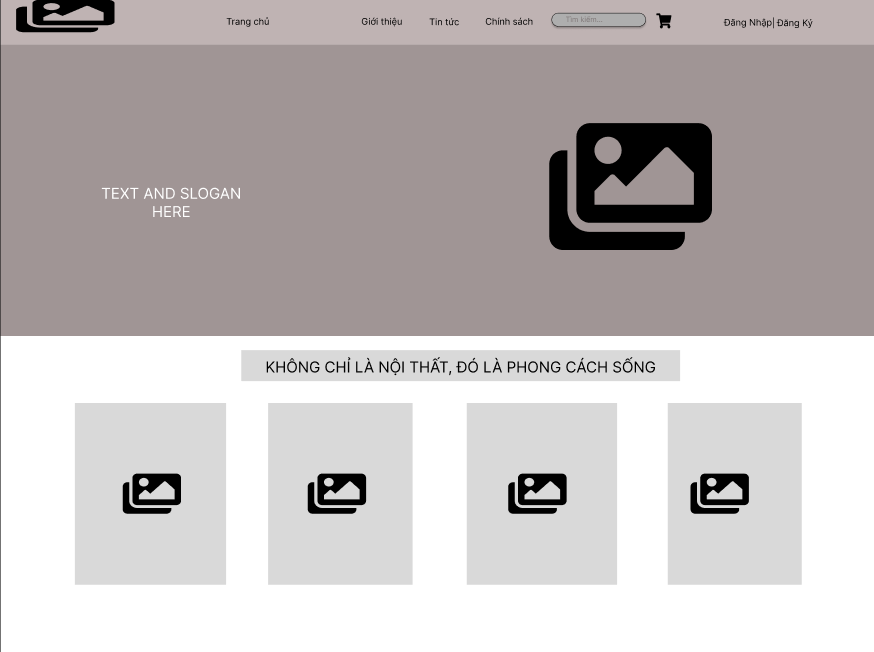 Trang chủ
Giới thiệu
Tin tức
Chính sách
Tìm kiếm...
Đăng Nhập| Đăng Ký
TEXT AND SLOGAN
HERE
KHÔNG CHỈ LÀ NỘI THẤT, ĐÓ LÀ PHONG CÁCH SỐNG